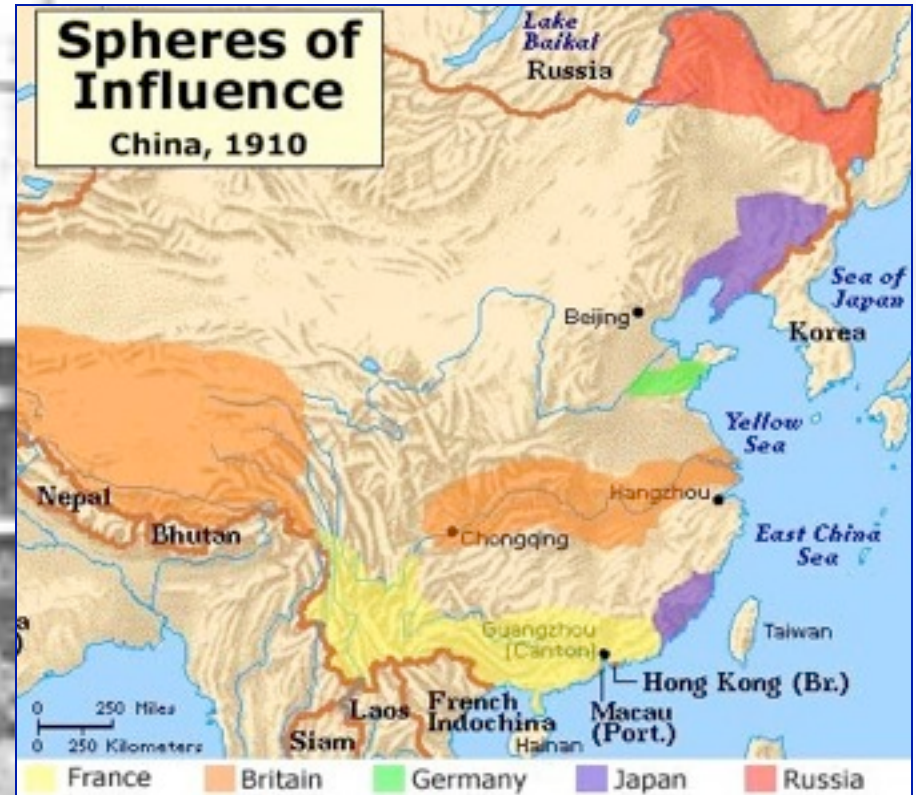 Spheres of
Influence
China, 1910
Lake
Baikal
Russia
Sea of
Japan
Beijing
Korea
Yellow
Sea
Nepal
Hangzhou
Bhutan
Chongqing
East China
Sea
a
)
Guangzhou
(Canton)
Taiwan
Hong Kong (Br.)
0 250 Miles
0 250 Kilometers
Laos
French
Indochina
Macau
(Port.)
Siam
Hainan
France
Britain
Germany
Japan
Russia